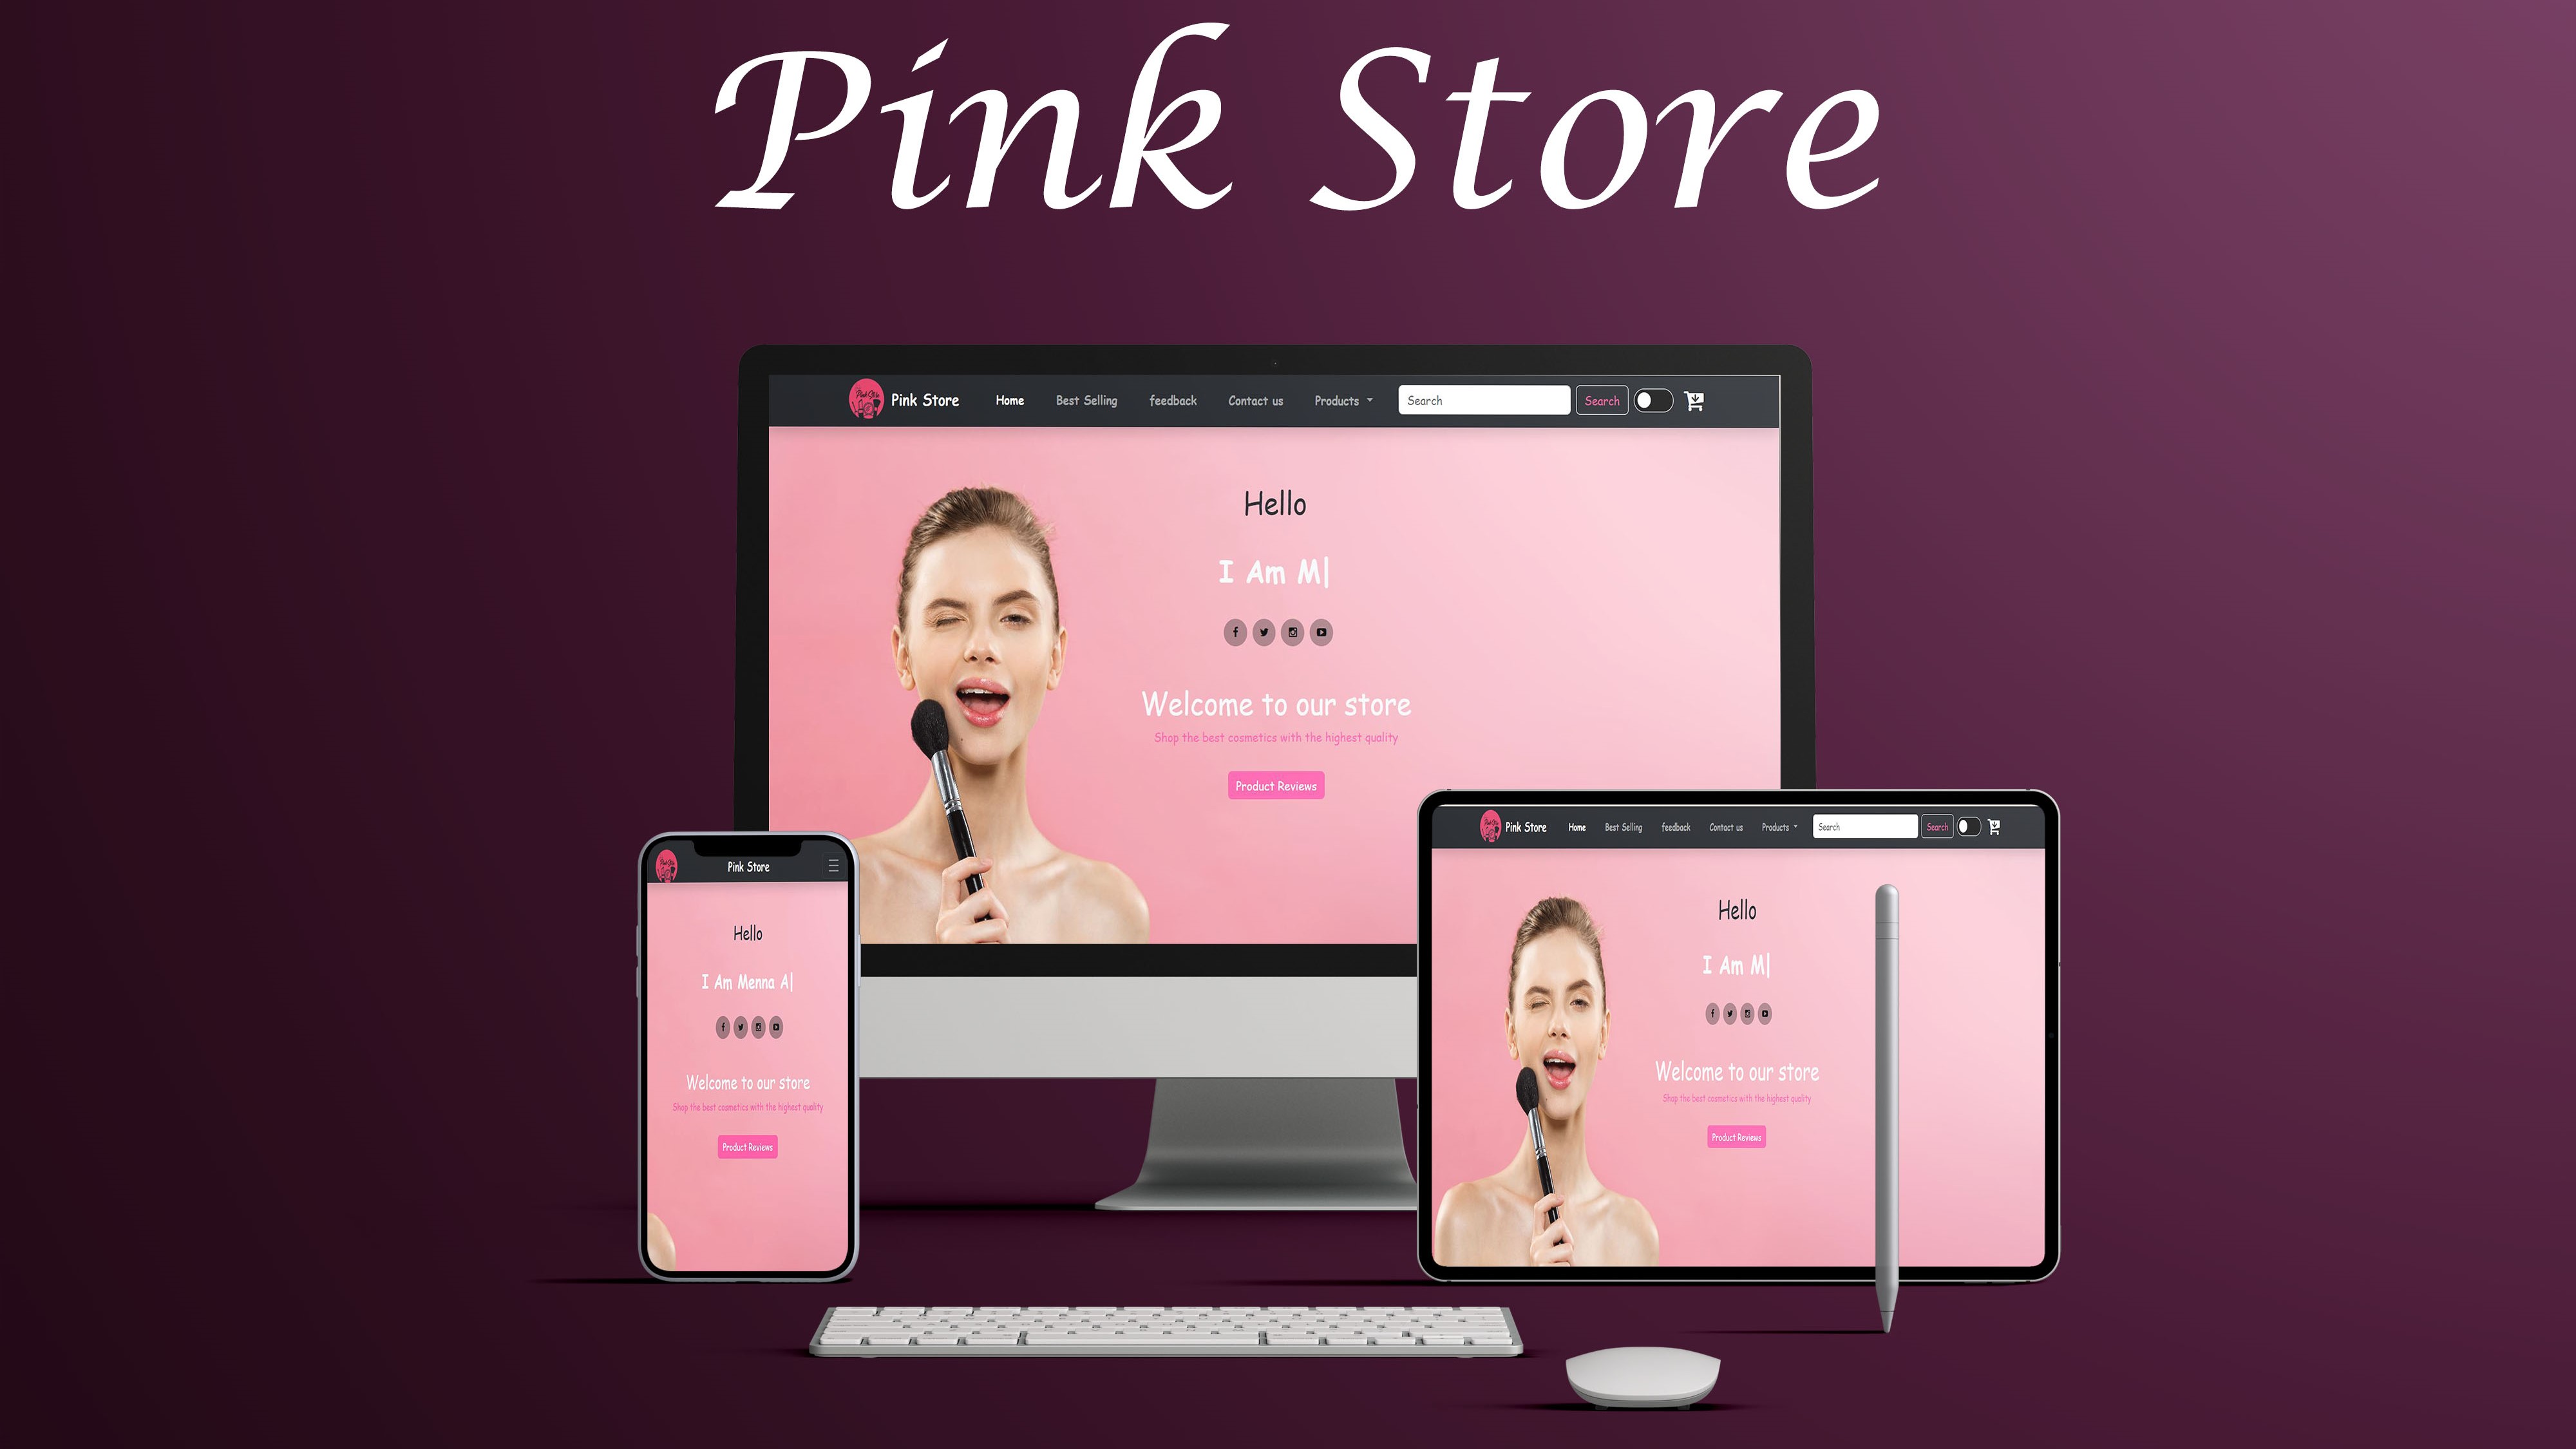 Pink Store
Pink Store Home Best Selling feedback Contact us Products Search Search
Hello
I Am M|
Welcome to our store
Shop the best cosmetics with the highest quality
Product Reviews
Pink Store
Hello
I Am Menna A|
Welcome to our store
Shop the best cosmetics with the highest quality
Product Reviews
Pink Store Home Best Selling feedback Contact us Products Search Search
Hello
I Am M|
Welcome to our store
Shop the best cosmetics with the highest quality
Product Reviews